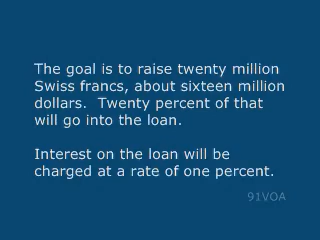 The goal is to raise twenty million
Swiss francs, about sixteen million
dollars.  Twenty percent of that
will go into the loan.
Interest on the loan will be
charged at a rate of one percent.
91VOA